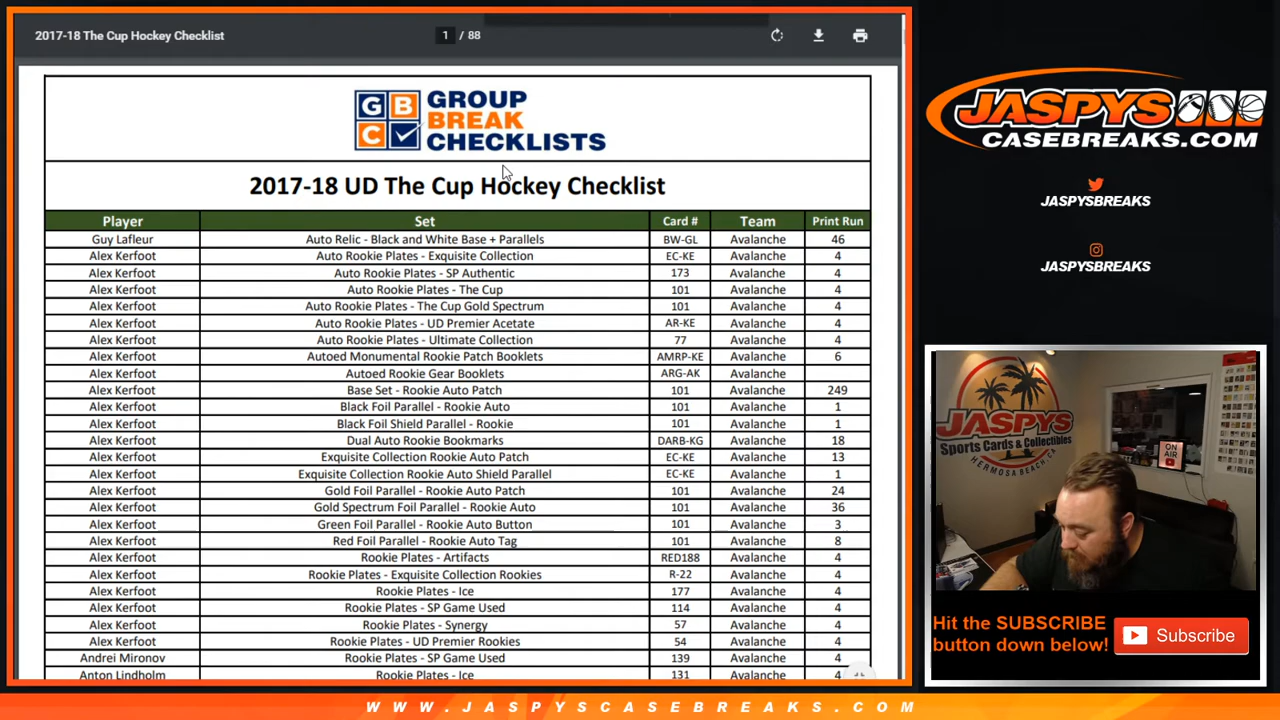 2017-18 The Cup Hockey Checklist
1 / 88
G B C
GROUP
BREAK
CHECKLISTS
2017-18 UD The Cup Hockey Checklist
Player Set Card # Team Print Run
Guy Lafleur Auto Relic - Black and White Base + Parallels BW-GL Avalanche 46
Alex Kerfoot Auto Rookie Plates - Exquisite Collection EC-KE Avalanche 4
Alex Kerfoot Auto Rookie Plates - SP Authentic 173 Avalanche 4
Alex Kerfoot Auto Rookie Plates - The Cup 101 Avalanche 4
Alex Kerfoot Auto Rookie Plates - The Cup Gold Spectrum 101 Avalanche 4
Alex Kerfoot Auto Rookie Plates - UD Premier Acetate AR-KE Avalanche 4
Alex Kerfoot Auto Rookie Plates - Ultimate Collection 77 Avalanche 4
Alex Kerfoot Autoed Monumental Rookie Patch Booklets AMRP-KE Avalanche 6
Alex Kerfoot Autoed Rookie Gear Booklets ARG-AK Avalanche
Alex Kerfoot Base Set - Rookie Auto Patch 101 Avalanche 249
Alex Kerfoot Black Foil Parallel - Rookie Auto 101 Avalanche 1
Alex Kerfoot Black Foil Shield Parallel - Rookie 101 Avalanche 1
Alex Kerfoot Dual Auto Rookie Bookmarks DARB-KG Avalanche 18
Alex Kerfoot Exquisite Collection Rookie Auto Patch EC-KE Avalanche 13
Alex Kerfoot Exquisite Collection Rookie Auto Shield Parallel EC-KE Avalanche 1
Alex Kerfoot Gold Foil Parallel - Rookie Auto Patch 101 Avalanche 24
Alex Kerfoot Gold Spectrum Foil Parallel - Rookie Auto 101 Avalanche 36
Alex Kerfoot Green Foil Parallel - Rookie Auto Button 101 Avalanche 3
Alex Kerfoot Red Foil Parallel - Rookie Auto Tag 101 Avalanche 8
Alex Kerfoot Rookie Plates - Artifacts RED188 Avalanche 4
Alex Kerfoot Rookie Plates - Exquisite Collection Rookies R-22 Avalanche 4
Alex Kerfoot Rookie Plates - Ice 177 Avalanche 4
Alex Kerfoot Rookie Plates - SP Game Used 114 Avalanche 4
Alex Kerfoot Rookie Plates - Synergy 57 Avalanche 4
Alex Kerfoot Rookie Plates - UD Premier Rookies 54 Avalanche 4
Andrei Mironov Rookie Plates - SP Game Used 139 Avalanche 4
Anton Lindholm Rookie Plates - Ice 131 Avalanche 4
JASPYS
CASEBREAKS.COM
JASPYSBREAKS
JASPYSBREAKS
JASPYS
Sports Cards & Collectibles
HERMOSA BEACH, CA
ON
AIR
Hit the SUBSCRIBE
button down below!
Subscribe
WWW.JASPYSCASEBREAKS.COM